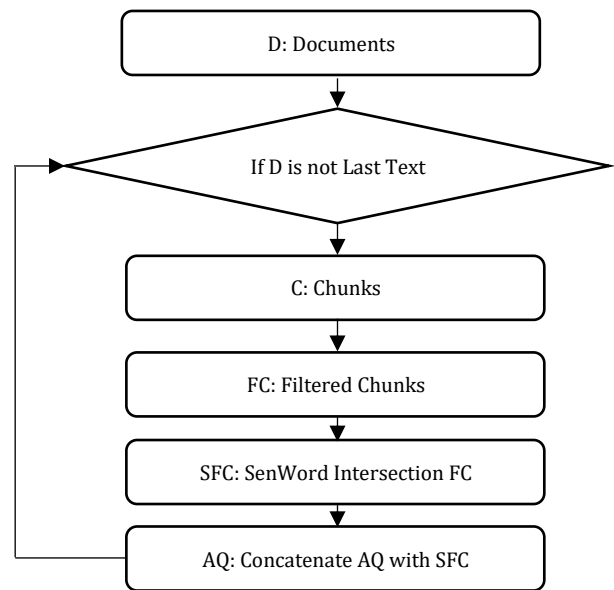 D: Documents
If D is not Last Text
C: Chunks
FC: Filtered Chunks
SFC: SenWord Intersection FC
AQ: Concatenate AQ with SFC